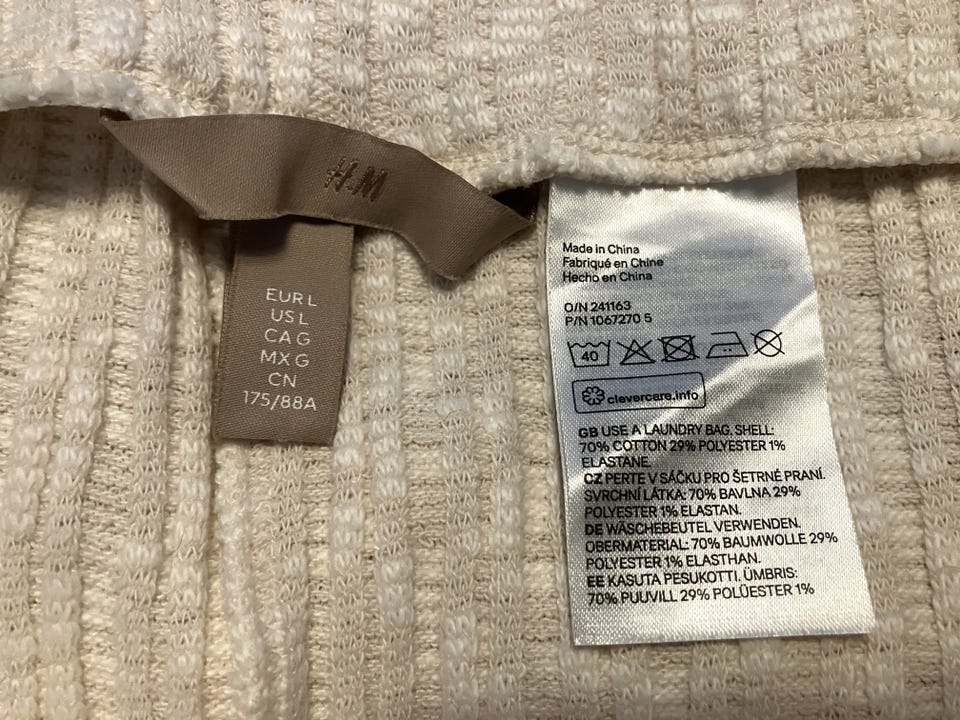 H&M
EUR L
US L
CA G
MX G
CN
175/88A
Made in China
Fabriqué en Chine
Hecho en China
O/N 241163
P/N 1067270 5
40
clevercare.info
GB USE A LAUNDRY BAG. SHELL:
70% COTTON 29% POLYESTER 1%
ELASTANE.
CZ PERTE V SÁČKU PRO ŠETRNÉ PRANÍ.
SVRCHNÍ LÁTKA: 70% BAVLNA 29%
POLYESTER 1% ELASTAN.
DE WÄSCHEBEUTEL VERWENDEN.
OBERMATERIAL: 70% BAUMWOLLE 29%
POLYESTER 1% ELASTHAN.
EE KASUTA PESUKOTTI. ÜMBRIS:
70% PUUVILL 29% POLÜESTER 1%